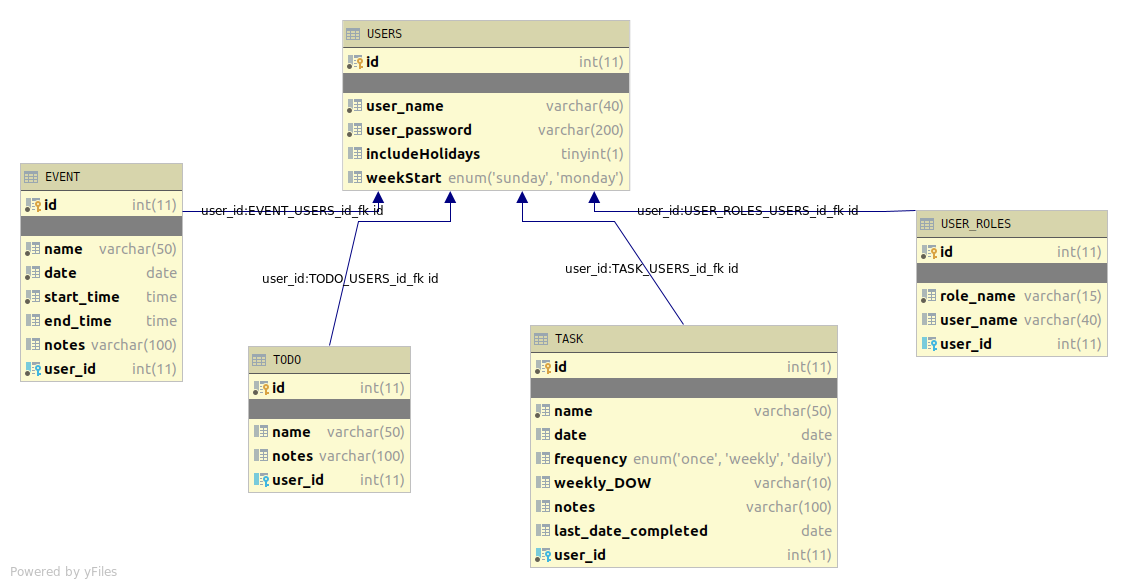 USERS
id int(11)
user_name varchar(40)
user_password varchar(200)
includeHolidays tinyint(1)
weekStart enum('sunday', 'monday')
EVENT
id int(11)
name varchar(50)
date date
start_time time
end_time time
notes varchar(100)
user_id int(11)
user_id:EVENT_USERS_id_fk id
user_id:USER_ROLES_USERS_id_fk id
USER_ROLES
id int(11)
role_name varchar(15)
user_name varchar(40)
user_id int(11)
user_id:TODO_USERS_id_fk id
user_id:TASK_USERS_id_fk id
TODO
id int(11)
name varchar(50)
notes varchar(100)
user_id int(11)
TASK
id int(11)
name varchar(50)
date date
frequency enum('once', 'weekly', 'daily')
weekly_DOW varchar(10)
notes varchar(100)
last_date_completed date
user_id int(11)
Powered by yFiles